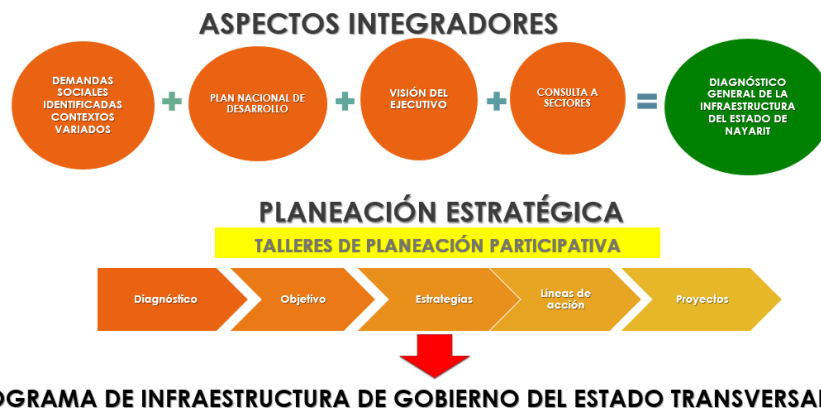 ASPECTOS INTEGRADORES
DEMANDAS
SOCIALES
IDENTIFICADAS
CONTEXTOS
VARIADOS
+
PLAN NACIONAL DE
DESARROLLO
+
VISIÓN DEL
EJECUTIVO
+
CONSULTA A
SECTORES
=
DIAGNÓSTICO
GENERAL DE LA
INFRAESTRUCTURA
DEL ESTADO DE
NAYARIT
PLANEACIÓN ESTRATÉGICA
TALLERES DE PLANEACIÓN PARTICIPATIVA
Diagnóstico
Objetivo
Estrategias
Líneas de
acción
Proyectos
OGRAMA DE INFRAESTRUCTURA DE GOBIERNO DEL ESTADO TRANSVERSA